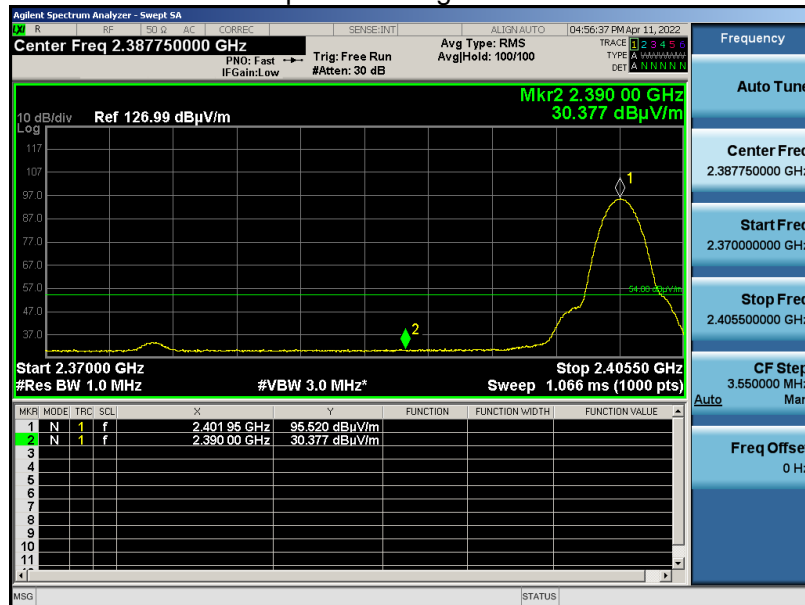 Agilent Spectrum Analyzer - Swept SA
LXI R RF 50 Ω AC CORREC SENSE:INT ALIGN AUTO 04:56:37 PM Apr 11, 2022
Center Freq 2.387750000 GHz
PNO: Fast
IFGain:Low
Trig: Free Run
#Atten: 30 dB
Avg Type: RMS
Avg|Hold: 100/100
TRACE 1 2 3 4 5 6
TYPE A WWWWW
DET A N N N N N
Mkr2 2.390 00 GHz
30.377 dBµV/m
10 dB/div Ref 126.99 dBµV/m
Log
117
107
97.0
87.0
77.0
67.0
57.0
47.0
37.0
1
54.00 dBµV/m
2
Start 2.37000 GHz Stop 2.40550 GHz
#Res BW 1.0 MHz #VBW 3.0 MHz* Sweep 1.066 ms (1000 pts)
MKR MODE TRC SCL X Y FUNCTION FUNCTION WIDTH FUNCTION VALUE
1 N 1 f 2.401 95 GHz 95.520 dBµV/m
2 N 1 f 2.390 00 GHz 30.377 dBµV/m
3
4
5
6
7
8
9
10
11
MSG STATUS
Frequency
Auto Tune
Center Freq
2.387750000 GHz
Start Freq
2.370000000 GHz
Stop Freq
2.405500000 GHz
CF Step
3.550000 MHz
Auto Man
Freq Offset
0 Hz